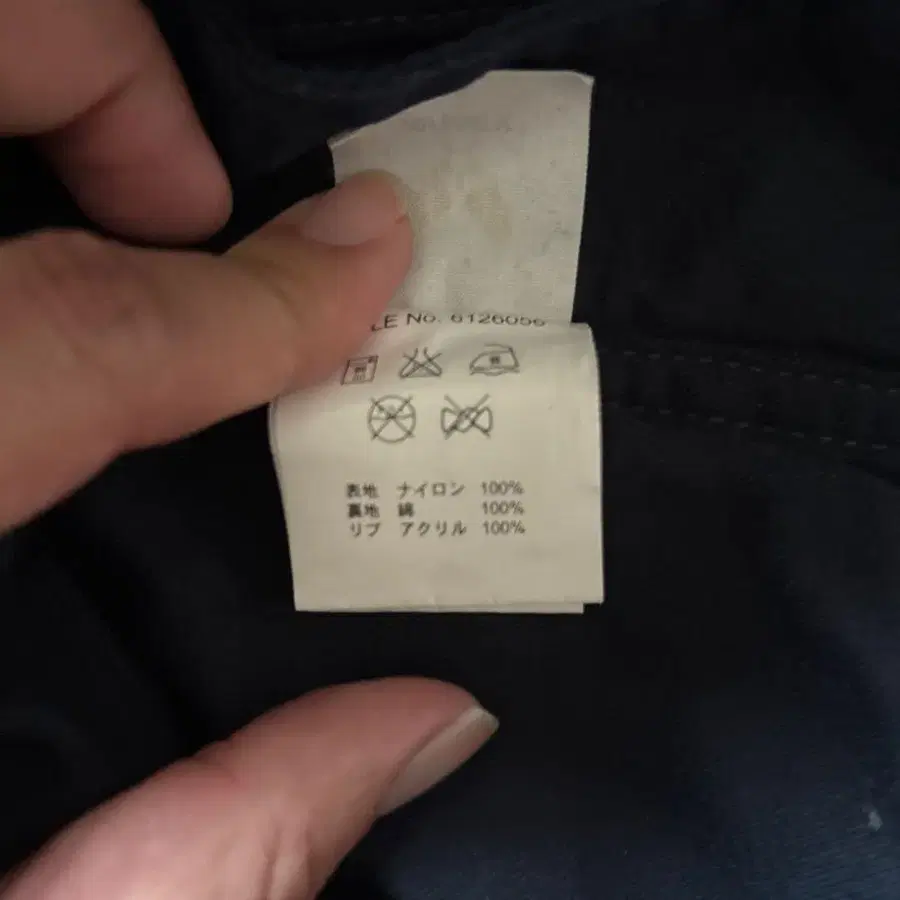 LE No. 6126056
表地 ナイロン 100%
裏地 綿 100%
リブ アクリル 100%